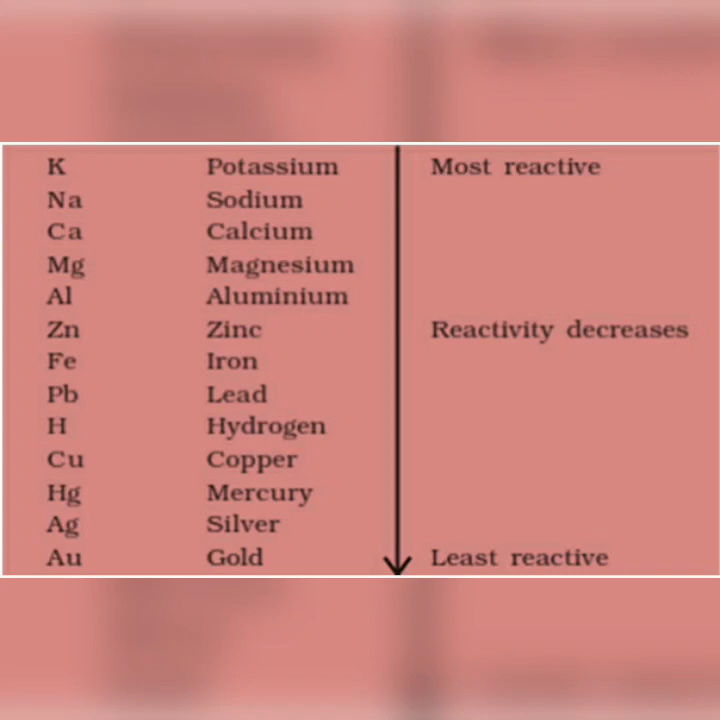 K Potassium Most reactive
Na Sodium
Ca Calcium
Mg Magnesium
Al Aluminium
Zn Zinc Reactivity decreases
Fe Iron
Pb Lead
H Hydrogen
Cu Copper
Hg Mercury
Ag Silver
Au Gold Least reactive